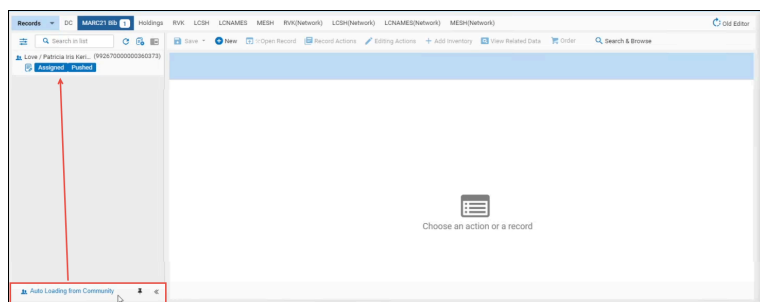 Records DC MARC21 Bib 1 Holdings RVK LCSH LCNAMES MESH RVK(Network) LCSH(Network) LCNAMES(Network) MESH(Network) Old Editor
Search in list Save New Open Record Record Actions Editing Actions + Add Inventory View Related Data Order Search & Browse
Love / Patricia Iris Keri... (992670000000360373)
Assigned Pushed
Choose an action or a record
Auto Loading from Community